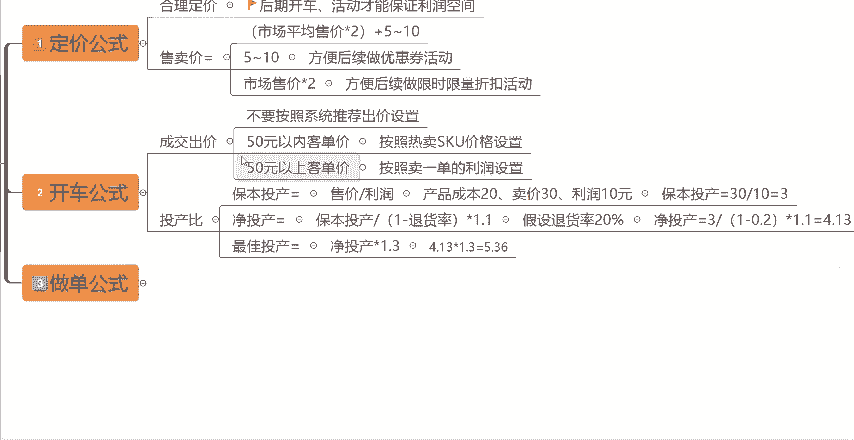 合理定价 后期开车、活动才能保证利润空间
1 定价公式
(市场平均售价*2）+5~10
售卖价= 5~10 方便后续做优惠券活动
市场售价*2 方便后续做限时限量折扣活动
不要按照系统推荐出价设置
成交出价 50元以内客单价 按照热卖SKU价格设置
50元以上客单价 按照卖一单的利润设置
2 开车公式
保本投产= 售价/利润 产品成本20、卖价30、利润10元 保本投产=30/10=3
投产比 净投产= 保本投产/（1-退货率）*1.1 假设退货率20% 净投产=3/（1-0.2）*1.1=4.13
最佳投产= 净投产*1.3 4.13*1.3=5.36
3 做单公式